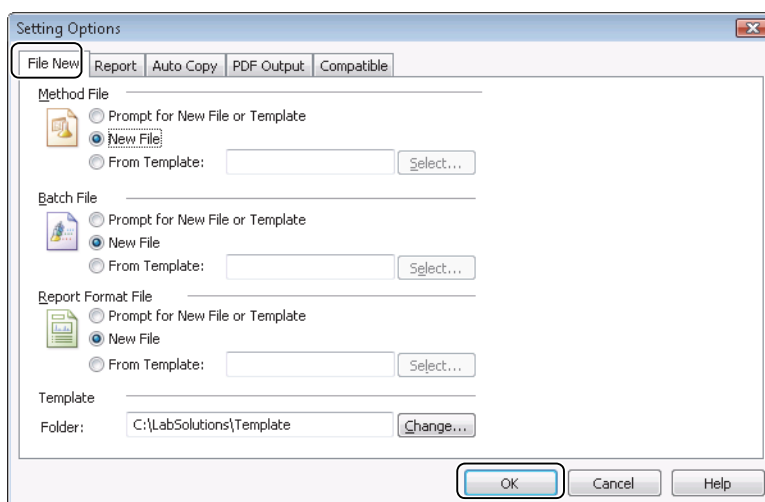 Setting Options
File New Report Auto Copy PDF Output Compatible
Method File
Prompt for New File or Template
New File
From Template: Select...
Batch File
Prompt for New File or Template
New File
From Template: Select...
Report Format File
Prompt for New File or Template
New File
From Template: Select...
Template
Folder: C:\LabSolutions\Template Change...
OK Cancel Help